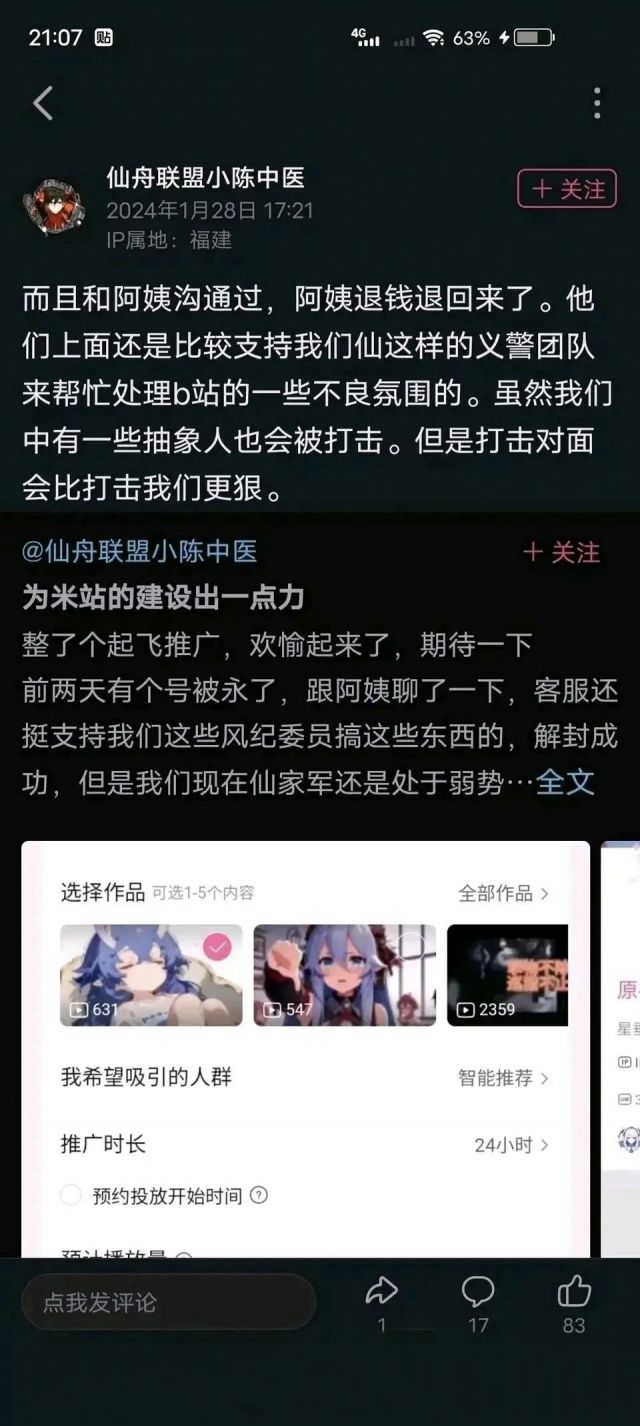 21:07 贴 4G 63%
仙舟联盟小陈中医
2024年1月28日 17:21
IP属地：福建
＋ 关注
而且和阿姨沟通过，阿姨退钱退回来了。他
们上面还是比较支持我们仙这样的义警团队
来帮忙处理b站的一些不良氛围的。虽然我们
中有一些抽象人也会被打击。但是打击对面
会比打击我们更狠。
@仙舟联盟小陈中医 ＋ 关注
为米站的建设出一点力
整了个起飞推广，欢愉起来了，期待一下
前两天有个号被永了，跟阿姨聊了一下，客服还
挺支持我们这些风纪委员搞这些东西的，解封成
功，但是我们现在仙家军还是处于弱势…全文
选择作品 可选1-5个内容 全部作品
631 547 2359
我希望吸引的人群 智能推荐
推广时长 24小时
预约投放开始时间
预计播放量
原
星
点我发评论
1 17 83